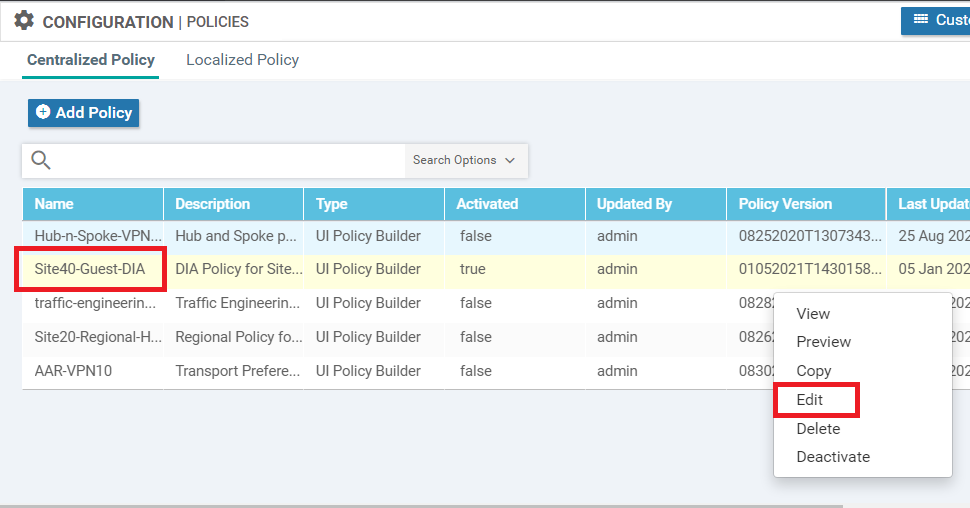 CONFIGURATION | POLICIES
Custo
Centralized Policy Localized Policy
Add Policy
Search Options
Name Description Type Activated Updated By Policy Version Last Updat
Hub-n-Spoke-VPN... Hub and Spoke p... UI Policy Builder false admin 08252020T1307343... 25 Aug 202
Site40-Guest-DIA DIA Policy for Site... UI Policy Builder true admin 01052021T1430158... 05 Jan 202
traffic-engineerin... Traffic Engineerin... UI Policy Builder false admin 0828 202
Site20-Regional-H... Regional Policy fo... UI Policy Builder false admin 0826 202
AAR-VPN10 Transport Prefere... UI Policy Builder false admin 0830 202
View
Preview
Copy
Edit
Delete
Deactivate